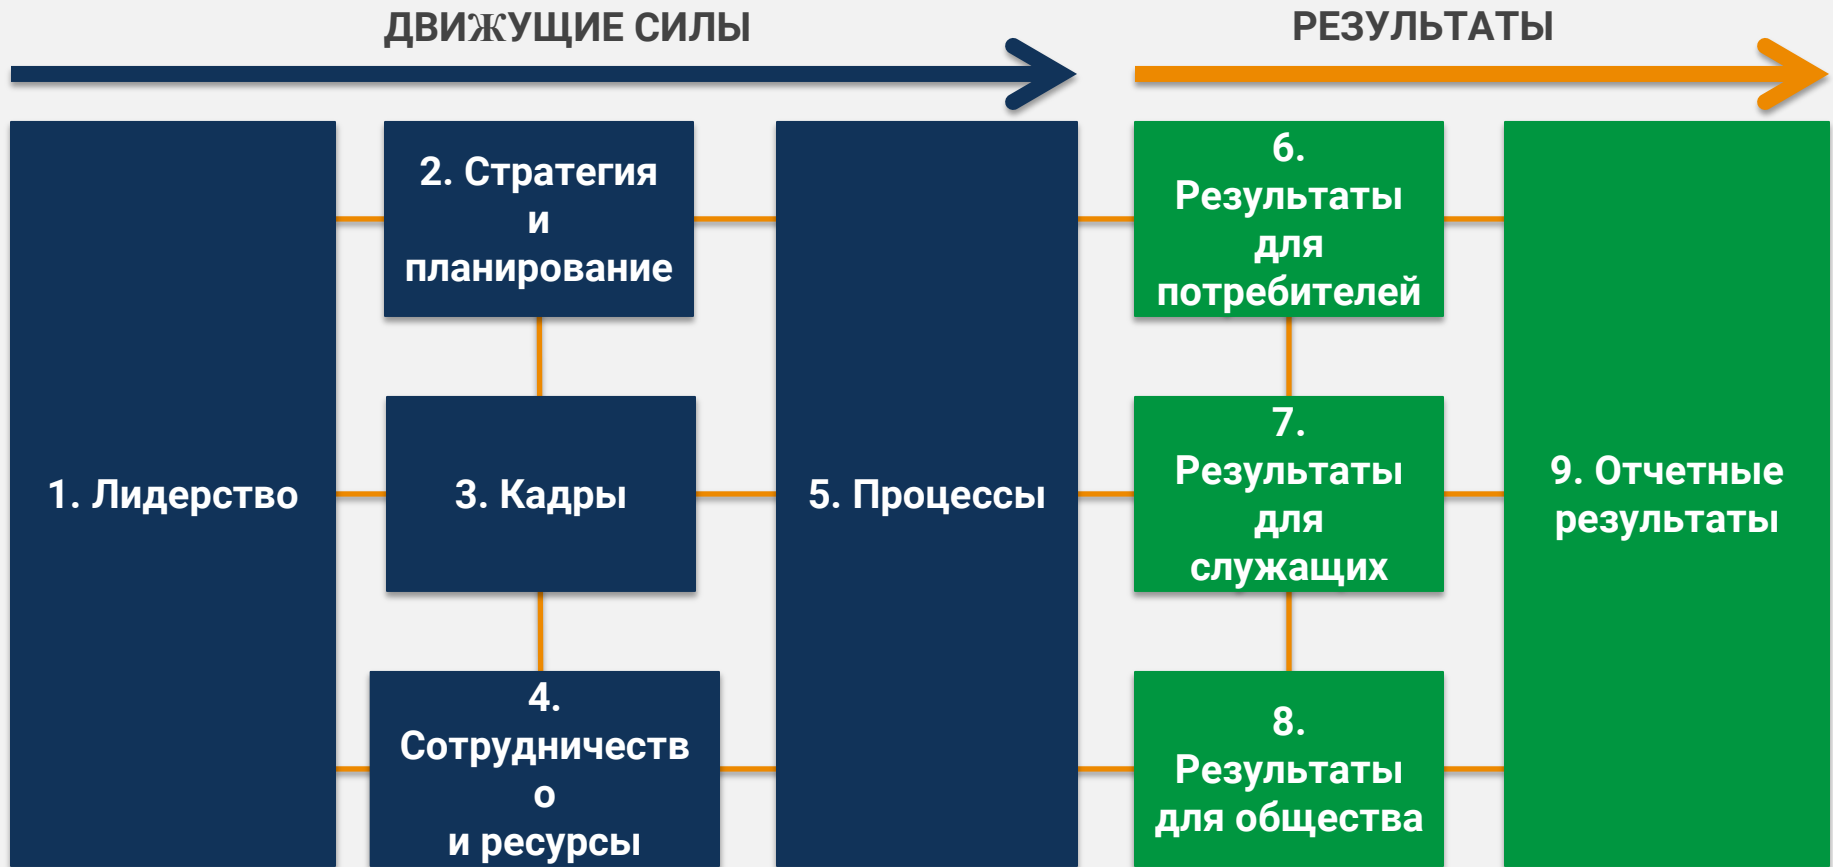 ДВИЖУЩИЕ СИЛЫ
РЕЗУЛЬТАТЫ
1. Лидерство
2. Стратегия
и
планирование
3. Кадры
4.
Сотрудничеств
о
и ресурсы
5. Процессы
6.
Результаты
для
потребителей
7.
Результаты
для
служащих
8.
Результаты
для общества
9. Отчетные
результаты